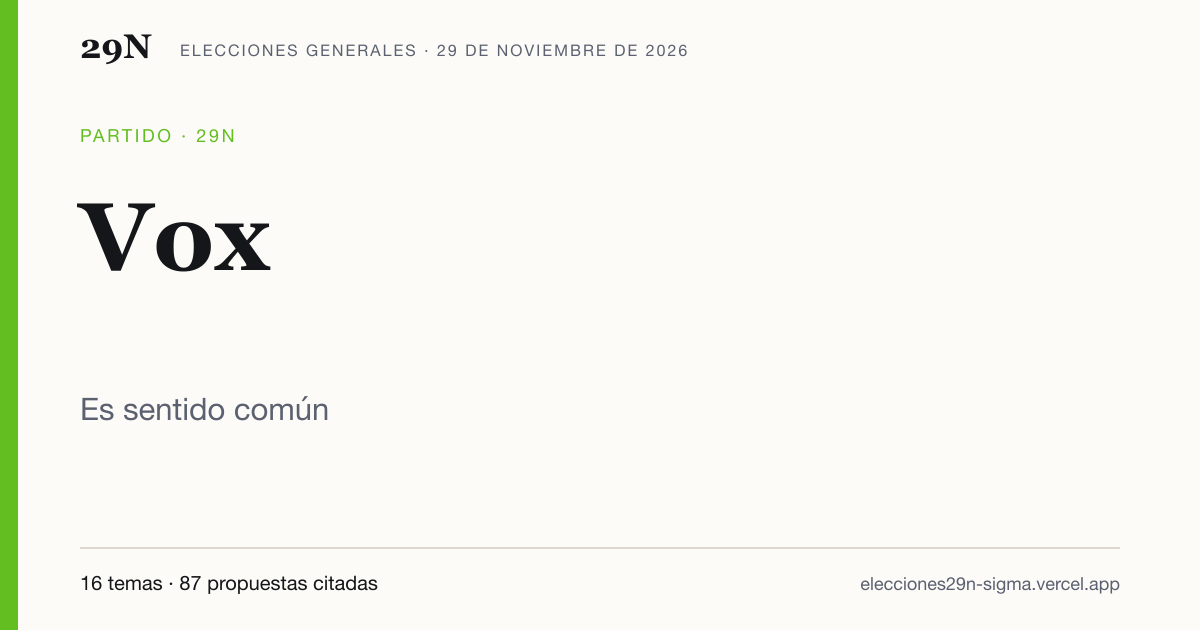 29N ELECCIONES GENERALES · 29 DE NOVIEMBRE DE 2026
PARTIDO · 29N
Vox
Es sentido común
16 temas · 87 propuestas citadas
elecciones29n-sigma.vercel.app